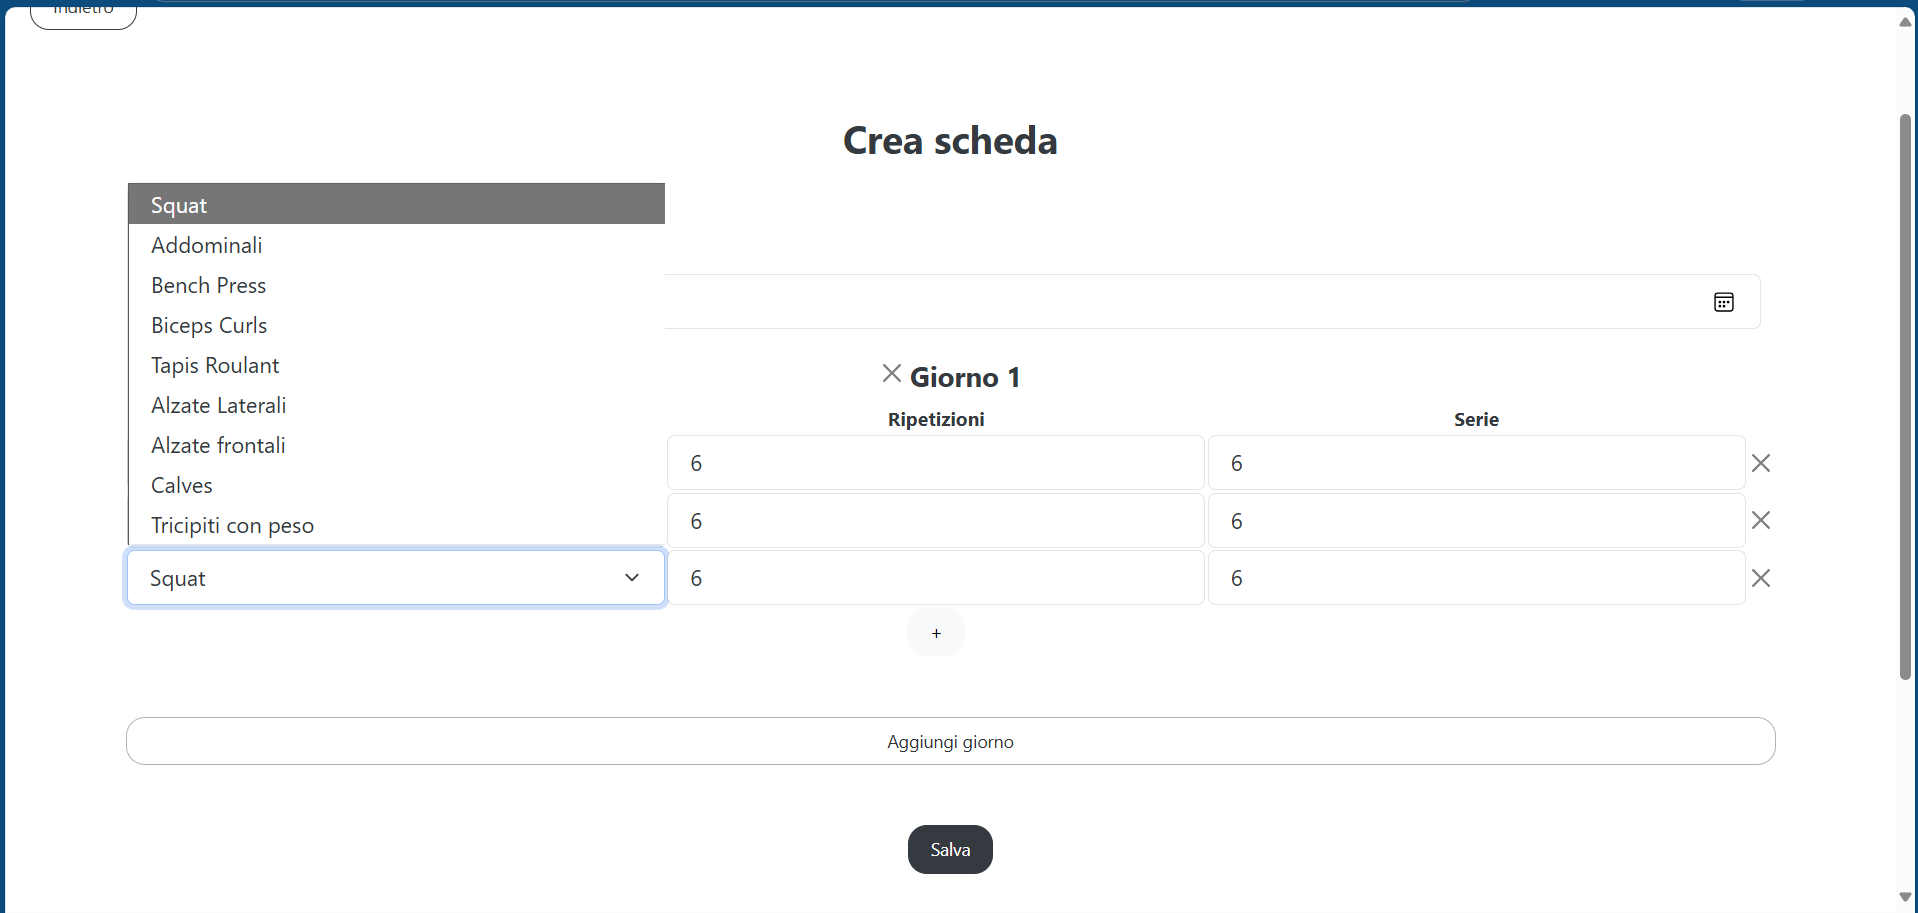 Indietro
Crea scheda
Squat
Addominali
Bench Press
Biceps Curls
Tapis Roulant
Alzate Laterali
Alzate frontali
Calves
Tricipiti con peso
Giorno 1
Ripetizioni Serie
6 6
6 6
Squat 6 6
+
Aggiungi giorno
Salva